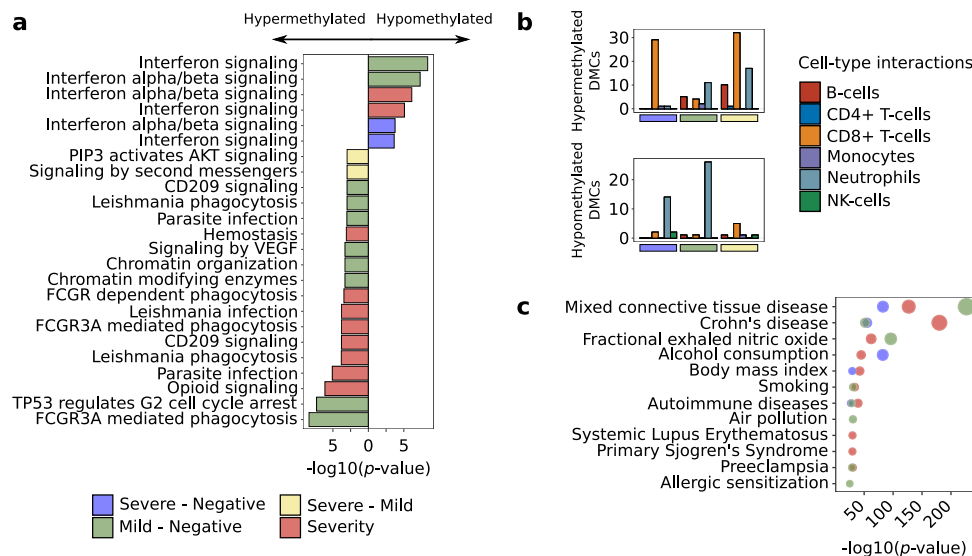 a
Hypermethylated
Hypomethylated
Interferon signaling
Interferon alpha/beta signaling
Interferon alpha/beta signaling
Interferon signaling
Interferon alpha/beta signaling
Interferon signaling
PIP3 activates AKT signaling
Signaling by second messengers
CD209 signaling
Leishmania phagocytosis
Parasite infection
Hemostasis
Signaling by VEGF
Chromatin organization
Chromatin modifying enzymes
FCGR dependent phagocytosis
Leishmania infection
FCGR3A mediated phagocytosis
CD209 signaling
Leishmania phagocytosis
Parasite infection
Opioid signaling
TP53 regulates G2 cell cycle arrest
FCGR3A mediated phagocytosis
5 0 5
-log10(p-value)
Severe - Negative
Severe - Mild
Mild - Negative
Severity
b
Hypermethylated
DMCs
30
20
10
0
Hypomethylated
DMCs
20
10
0
Cell-type interactions
B-cells
CD4+ T-cells
CD8+ T-cells
Monocytes
Neutrophils
NK-cells
c
Mixed connective tissue disease
Crohn's disease
Fractional exhaled nitric oxide
Alcohol consumption
Body mass index
Smoking
Autoimmune diseases
Air pollution
Systemic Lupus Erythematosus
Primary Sjogren's Syndrome
Preeclampsia
Allergic sensitization
50 100 150 200
-log10(p-value)